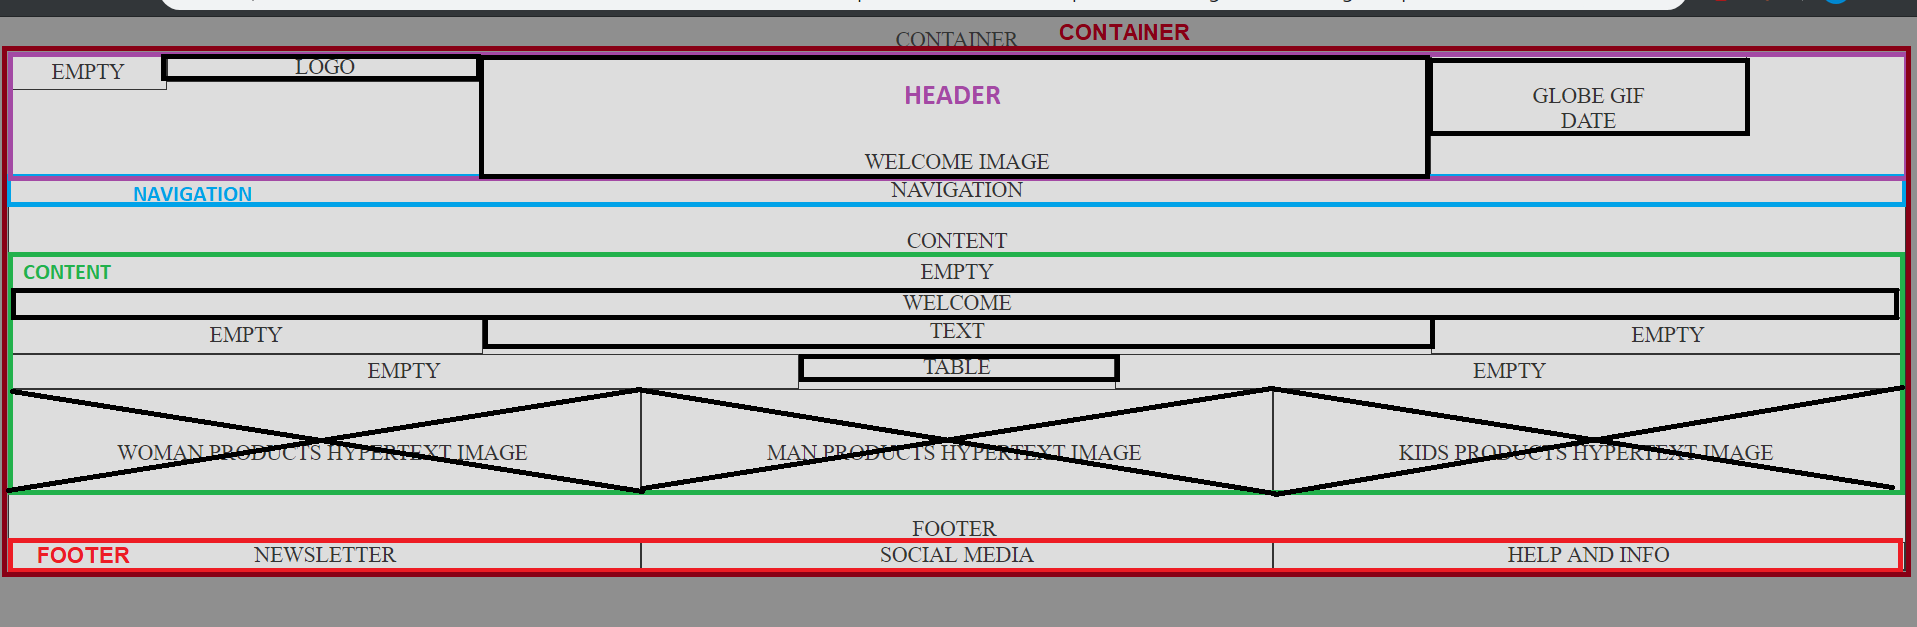 CONTAINER CONTAINER
EMPTY LOGO
HEADER
GLOBE GIF
DATE
WELCOME IMAGE
NAVIGATION NAVIGATION
CONTENT
CONTENT EMPTY
WELCOME
EMPTY TEXT EMPTY
EMPTY TABLE EMPTY
WOMAN PRODUCTS HYPERTEXT IMAGE MAN PRODUCTS HYPERTEXT IMAGE KIDS PRODUCTS HYPERTEXT IMAGE
FOOTER
FOOTER NEWSLETTER SOCIAL MEDIA HELP AND INFO